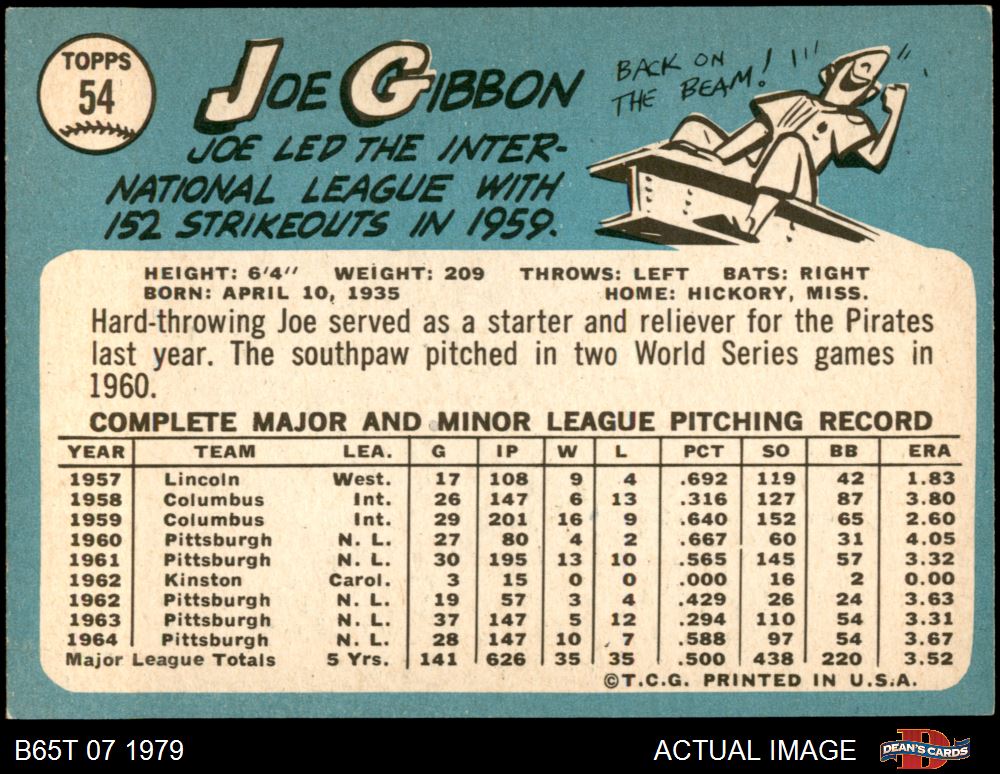 TOPPS
54
JOE GIBBON
BACK ON
THE BEAM!
JOE LED THE INTER-
NATIONAL LEAGUE WITH
152 STRIKEOUTS IN 1959.
HEIGHT: 6'4" WEIGHT: 209 THROWS: LEFT BATS: RIGHT
BORN: APRIL 10, 1935 HOME: HICKORY, MISS.
Hard-throwing Joe served as a starter and reliever for the Pirates
last year. The southpaw pitched in two World Series games in
1960.
COMPLETE MAJOR AND MINOR LEAGUE PITCHING RECORD
YEAR TEAM LEA. G IP W L PCT SO BB ERA
1957 Lincoln West. 17 108 9 4 .692 119 42 1.83
1958 Columbus Int. 26 147 6 13 .316 127 87 3.80
1959 Columbus Int. 29 201 16 9 .640 152 65 2.60
1960 Pittsburgh N. L. 27 80 4 2 .667 60 31 4.05
1961 Pittsburgh N. L. 30 195 13 10 .565 145 57 3.32
1962 Kinston Carol. 3 15 0 0 .000 16 2 0.00
1962 Pittsburgh N. L. 19 57 3 4 .429 26 24 3.63
1963 Pittsburgh N. L. 37 147 5 12 .294 110 54 3.31
1964 Pittsburgh N. L. 28 147 10 7 .588 97 54 3.67
Major League Totals 5 Yrs. 141 626 35 35 .500 438 220 3.52
©T.C.G. PRINTED IN U.S.A.
B65T 07 1979 ACTUAL IMAGE DEAN'S CARDS